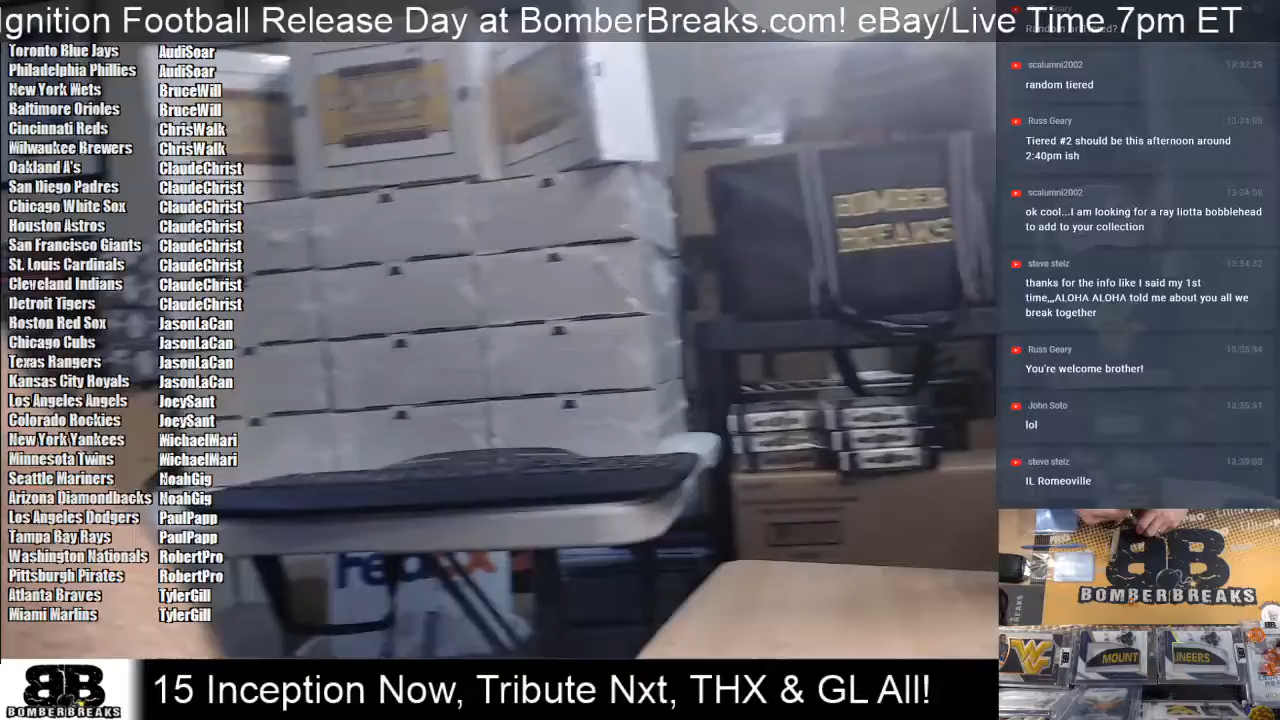 Ignition Football Release Day at BomberBreaks.com! eBay/Live Time 7pm ET
Toronto Blue Jays AudiSoar
Philadelphia Phillies AudiSoar
New York Mets BruceWill
Baltimore Orioles BruceWill
Cincinnati Reds ChrisWalk
Milwaukee Brewers ChrisWalk
Oakland A's ClaudeChrist
San Diego Padres ClaudeChrist
Chicago White Sox ClaudeChrist
Houston Astros ClaudeChrist
San Francisco Giants ClaudeChrist
St. Louis Cardinals ClaudeChrist
Cleveland Indians ClaudeChrist
Detroit Tigers ClaudeChrist
Boston Red Sox JasonLaCan
Chicago Cubs JasonLaCan
Texas Rangers JasonLaCan
Kansas City Royals JasonLaCan
Los Angeles Angels JoeySant
Colorado Rockies JoeySant
New York Yankees MichaelMari
Minnesota Twins MichaelMari
Seattle Mariners NoahGig
Arizona Diamondbacks NoahGig
Los Angeles Dodgers PaulPapp
Tampa Bay Rays PaulPapp
Washington Nationals RobertPro
Pittsburgh Pirates RobertPro
Atlanta Braves TylerGill
Miami Marlins TylerGill
BOMBER
BREAKS
FedEx
scalumni2002
random tiered
Russ Geary
Tiered #2 should be this afternoon around
2:40pm ish
scalumni2002
ok cool...I am looking for a ray liotta bobblehead
to add to your collection
steve stelz
thanks for the info like I said my 1st
time,,,ALOHA ALOHA told me about you all we
break together
Russ Geary
You're welcome brother!
John Soto
lol
steve stelz
IL Romeoville
BB
BOMBERBREAKS
MOUNT
INEERS
BB
BOMBERBREAKS
15 Inception Now, Tribute Nxt, THX & GL All!